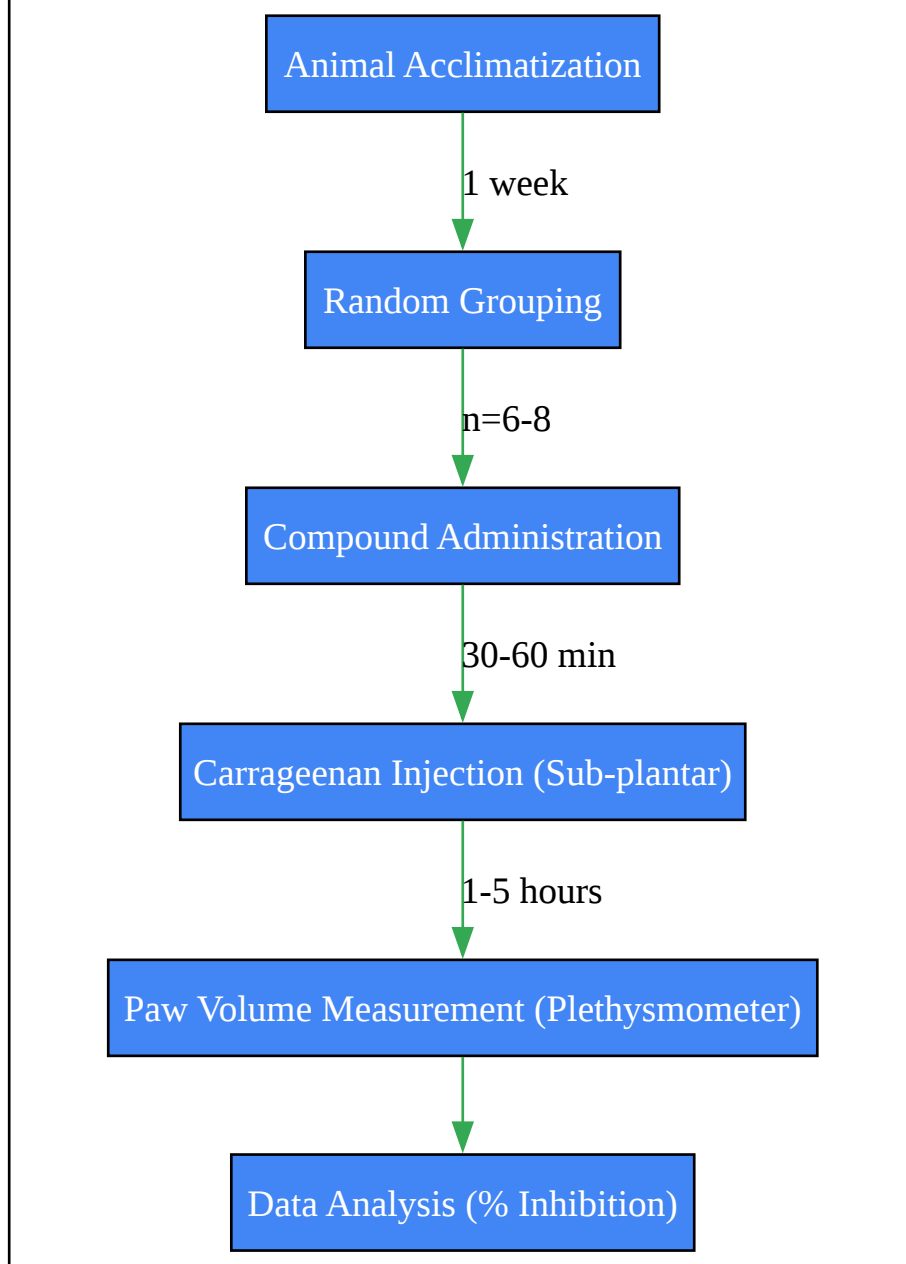 Animal Acclimatization
1 week
Random Grouping
n=6-8
Compound Administration
30-60 min
Carrageenan Injection (Sub-plantar)
1-5 hours
Paw Volume Measurement (Plethysmometer)
Data Analysis (% Inhibition)